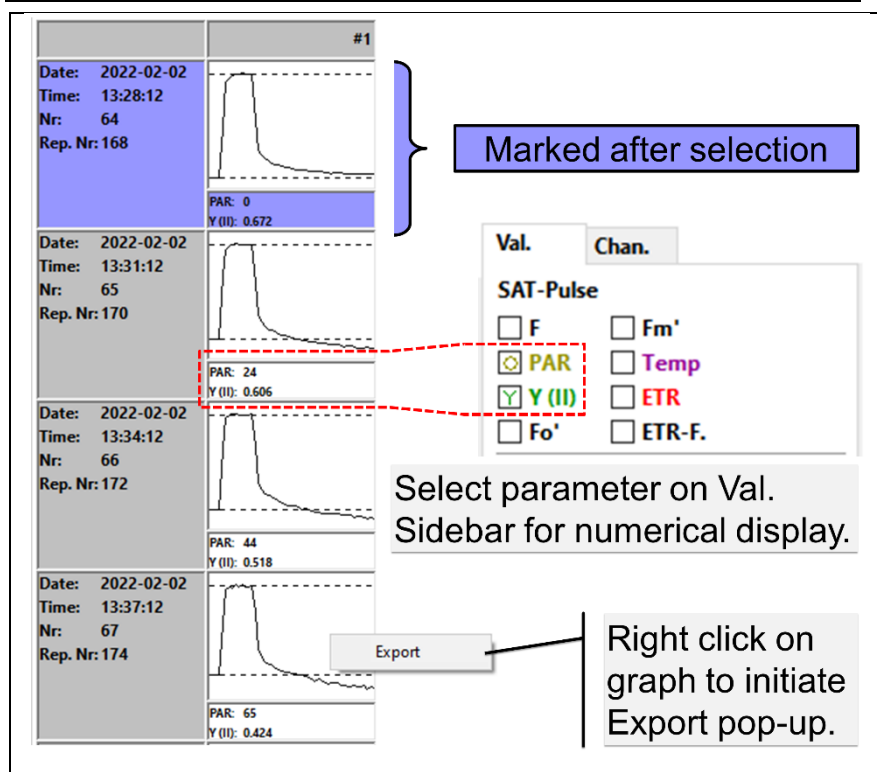 #1
Date: 2022-02-02
Time: 13:28:12
Nr: 64
Rep. Nr: 168
PAR: 0
Y (II): 0.672
Marked after selection
Date: 2022-02-02
Time: 13:31:12
Nr: 65
Rep. Nr: 170
PAR: 24
Y (II): 0.606
Val.
Chan.
SAT-Pulse
F Fm'
PAR Temp
Y (II) ETR
Fo' ETR-F.
Select parameter on Val.
Sidebar for numerical display.
Date: 2022-02-02
Time: 13:34:12
Nr: 66
Rep. Nr: 172
PAR: 44
Y (II): 0.518
Date: 2022-02-02
Time: 13:37:12
Nr: 67
Rep. Nr: 174
PAR: 65
Y (II): 0.424
Export
Right click on
graph to initiate
Export pop-up.